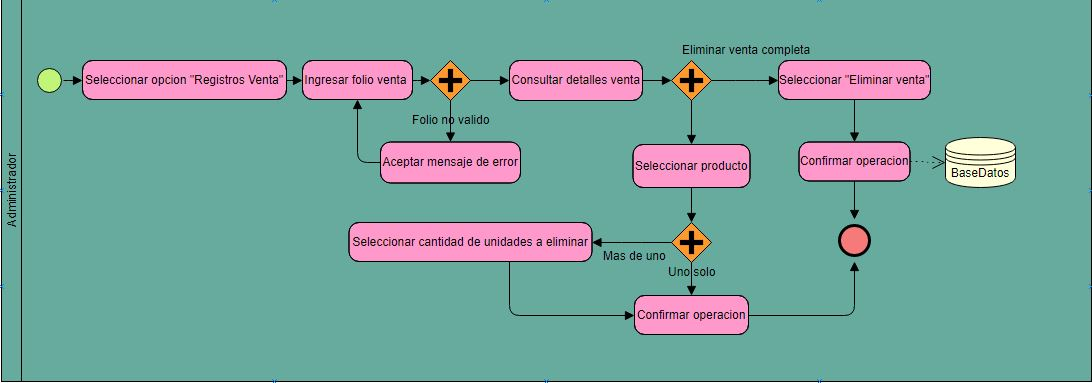 Administrador
Eliminar venta completa
Seleccionar opcion "Registros Venta"
Ingresar folio venta
Consultar detalles venta
Seleccionar "Eliminar venta"
Folio no valido
Aceptar mensaje de error
Seleccionar producto
Confirmar operacion
BaseDatos
Seleccionar cantidad de unidades a eliminar
Mas de uno
Uno solo
Confirmar operacion